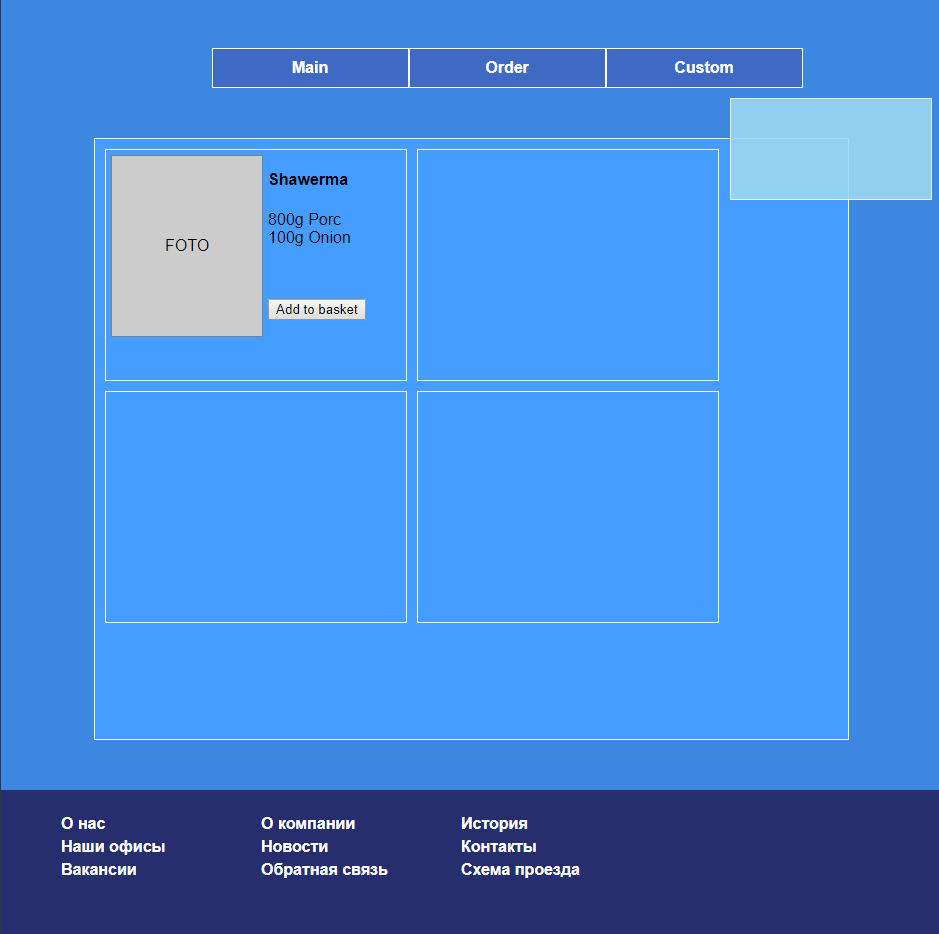 Main Order Custom
Shawerma
800g Porc
100g Onion
FOTO
Add to basket
О нас О компании История
Наши офисы Новости Контакты
Вакансии Обратная связь Схема проезда